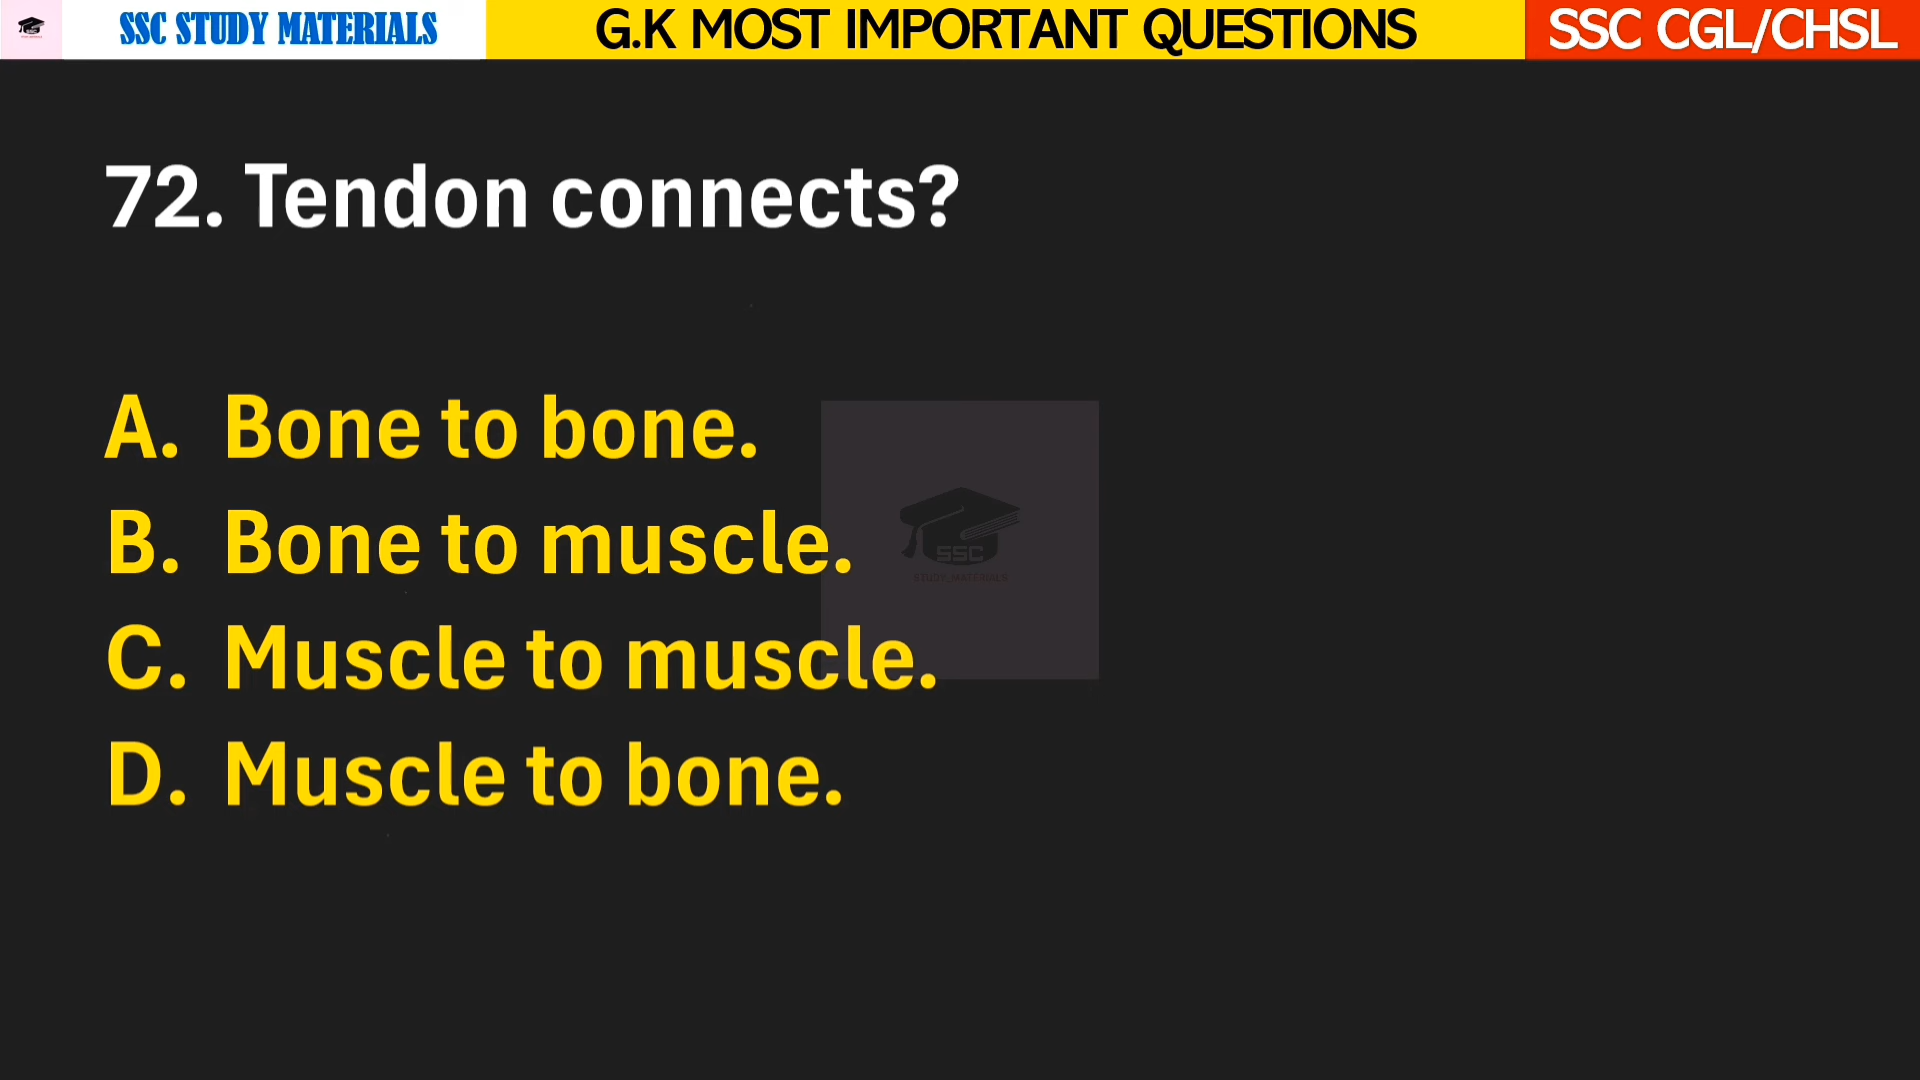 SSC STUDY MATERIALS
G.K MOST IMPORTANT QUESTIONS
SSC CGL/CHSL
72. Tendon connects?
A. Bone to bone.
B. Bone to muscle.
SSC
STUDY_MATERIALS
C. Muscle to muscle.
D. Muscle to bone.